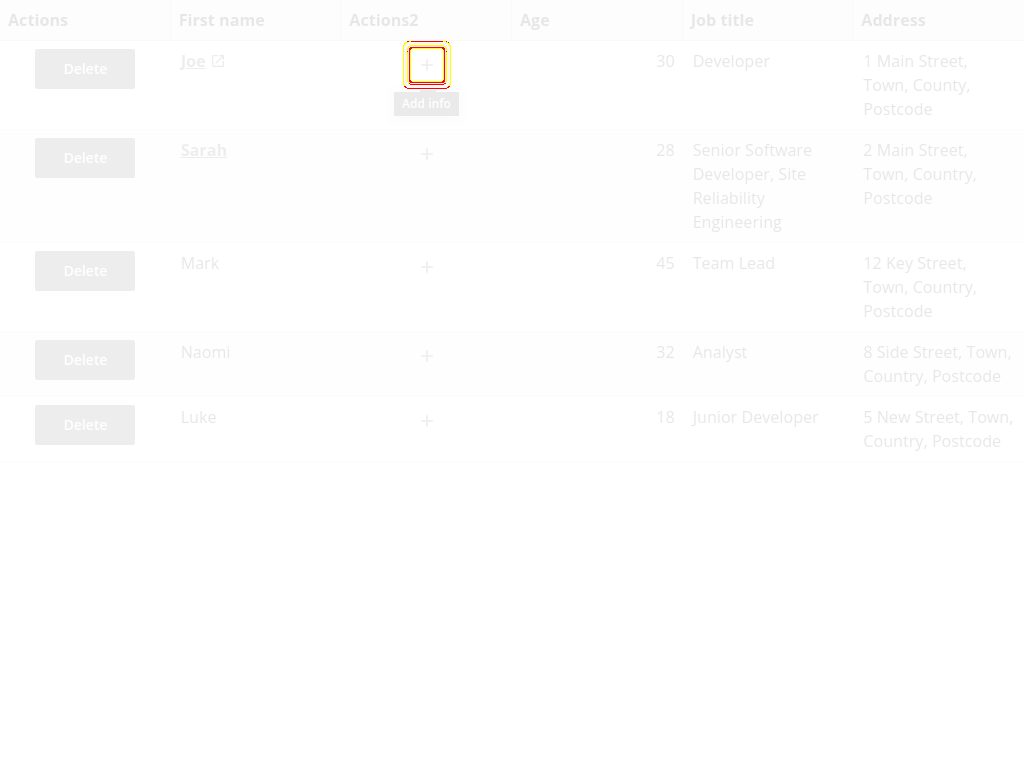 Actions First name Actions2 Age Job title Address
Delete Joe + 30 Developer 1 Main Street,
Town, County,
Add info
Postcode
Delete Sarah + 28 Senior Software 2 Main Street,
Developer, Site Town, Country,
Reliability Postcode
Engineering
Delete Mark + 45 Team Lead 12 Key Street,
Town, Country,
Postcode
Delete Naomi + 32 Analyst 8 Side Street, Town,
Country, Postcode
Delete Luke + 18 Junior Developer 5 New Street, Town,
Country, Postcode